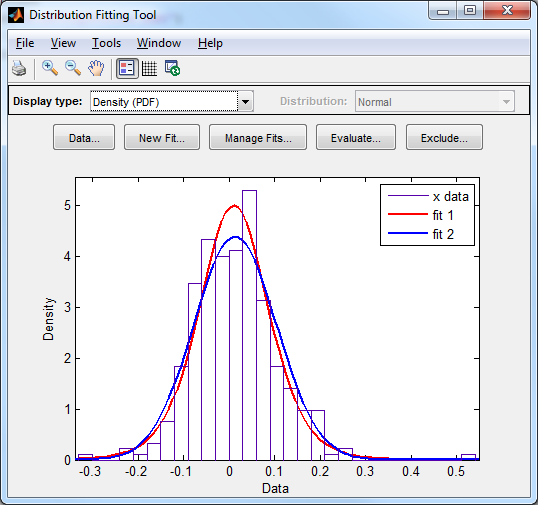 Distribution Fitting Tool
File View Tools Window Help
Display type: Density (PDF) Distribution: Normal
Data... New Fit... Manage Fits... Evaluate... Exclude...
x data
fit 1
fit 2
Density
5
4
3
2
1
0
-0.3 -0.2 -0.1 0 0.1 0.2 0.3 0.4 0.5
Data